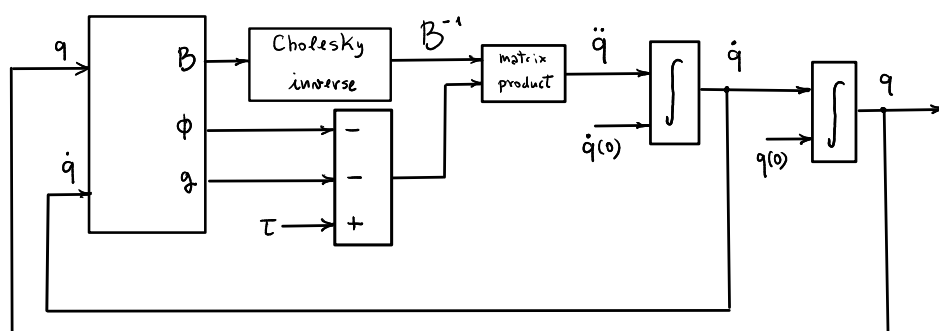 q
q̇
B
ϕ
g
Cholesky
inverse
B⁻¹
-
-
τ
+
matrix
product
q̈
q̇(0)
∫
q̇
q(0)
∫
q